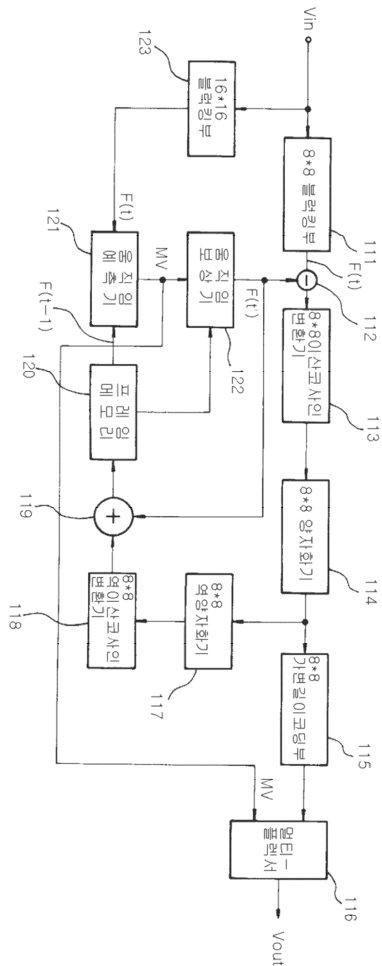 Vin
8*8 블럭킹부
111
F(t)
112
8*8이산코사인
변환기
113
8*8 양자화기
114
8*8
가변길이코딩부
115
멀티-
플렉서
116
Vout
16*16
블럭킹부
123
F(t)
움직임
예측기
121
MV
움직임
보상기
122
F(t')
F(t-1)
프레임
메모리
120
+
119
8*8
역이산코사인
변환기
118
8*8
역양자화기
117
MV